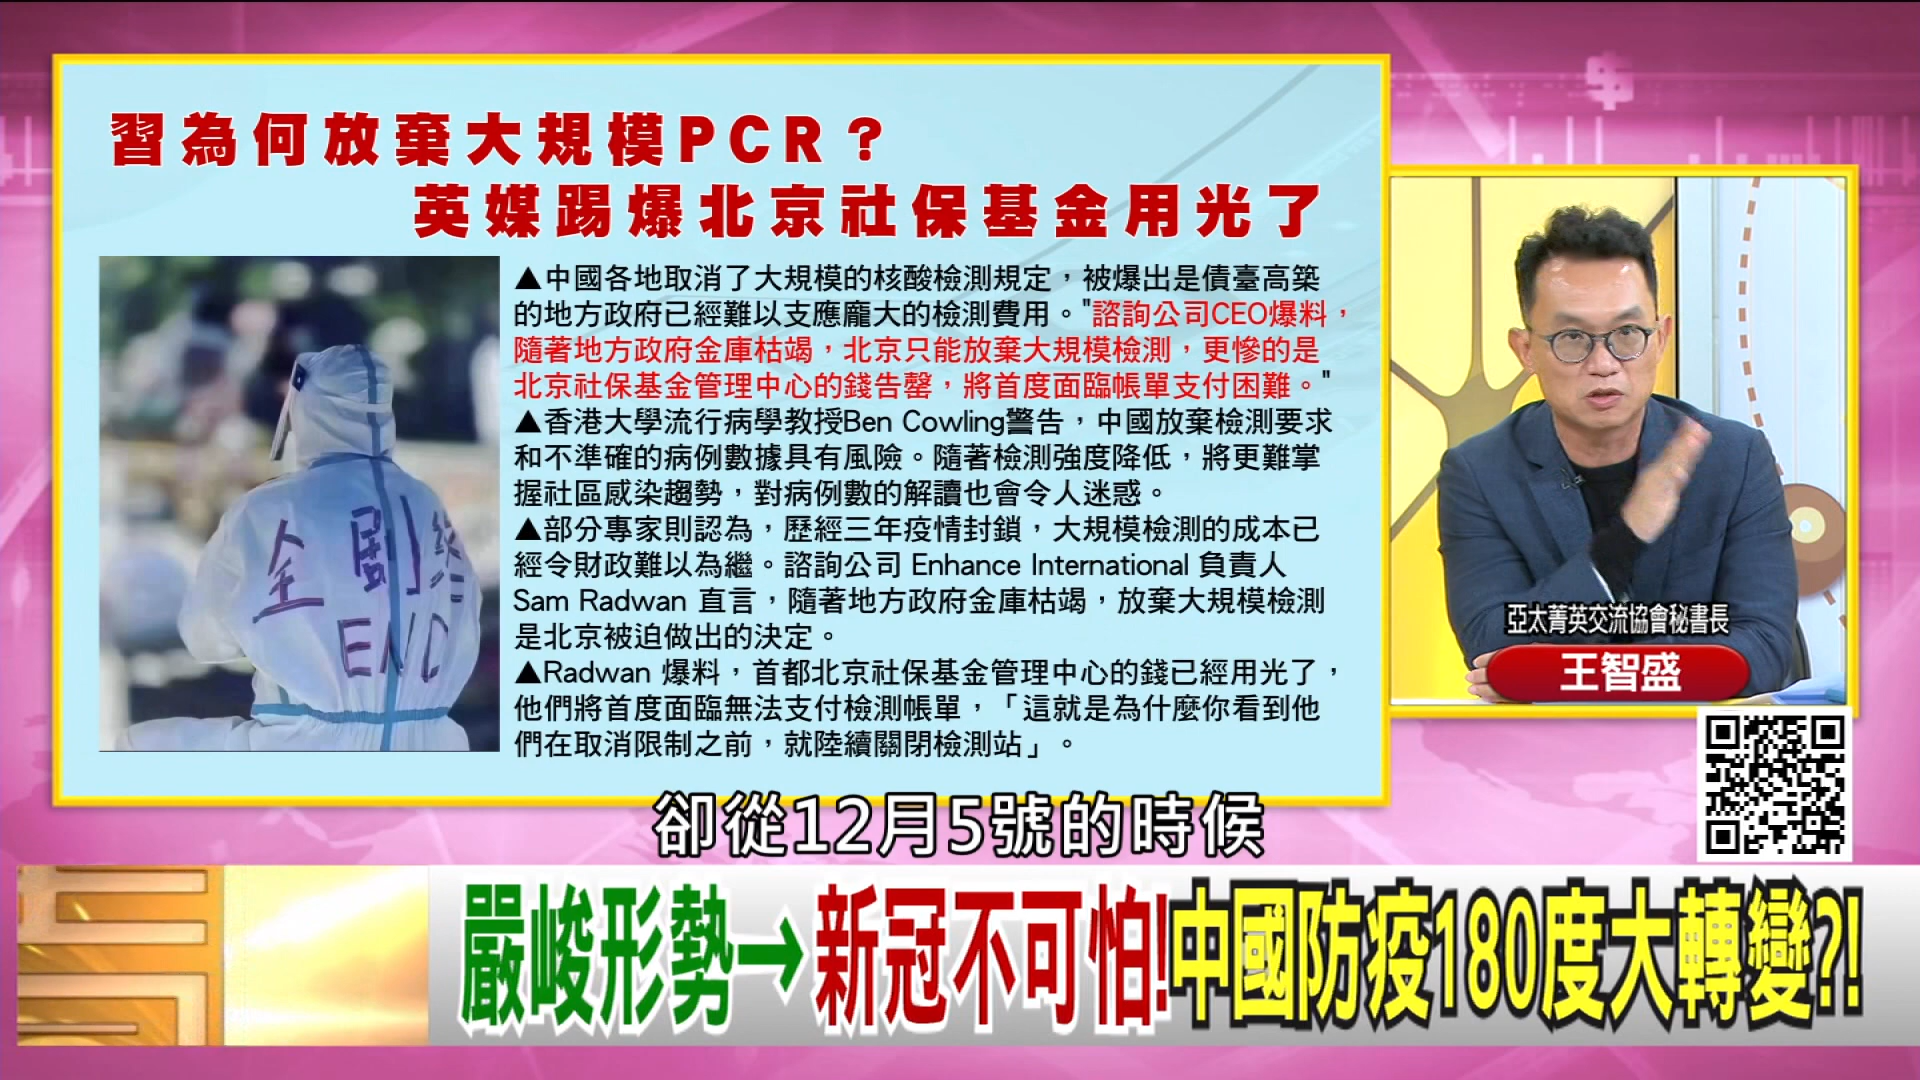 習為何放棄大規模PCR？
英媒踢爆北京社保基金用光了
▲中國各地取消了大規模的核酸檢測規定，被爆出是債臺高築
的地方政府已經難以支應龐大的檢測費用。"諮詢公司CEO爆料，
隨著地方政府金庫枯竭，北京只能放棄大規模檢測，更慘的是
北京社保基金管理中心的錢告罄，將首度面臨帳單支付困難。"
▲香港大學流行病學教授Ben Cowling警告，中國放棄檢測要求
和不準確的病例數據具有風險。隨著檢測強度降低，將更難掌
握社區感染趨勢，對病例數的解讀也會令人迷惑。
▲部分專家則認為，歷經三年疫情封鎖，大規模檢測的成本已
經令財政難以為繼。諮詢公司 Enhance International 負責人
Sam Radwan 直言，隨著地方政府金庫枯竭，放棄大規模檢測
是北京被迫做出的決定。
▲Radwan 爆料，首都北京社保基金管理中心的錢已經用光了，
他們將首度面臨無法支付檢測帳單，「這就是為什麼你看到他
們在取消限制之前，就陸續關閉檢測站」。
全劇終
END
亞太菁英交流協會秘書長
王智盛
卻從12月5號的時候
嚴峻形勢→新冠不可怕!中國防疫180度大轉變?!